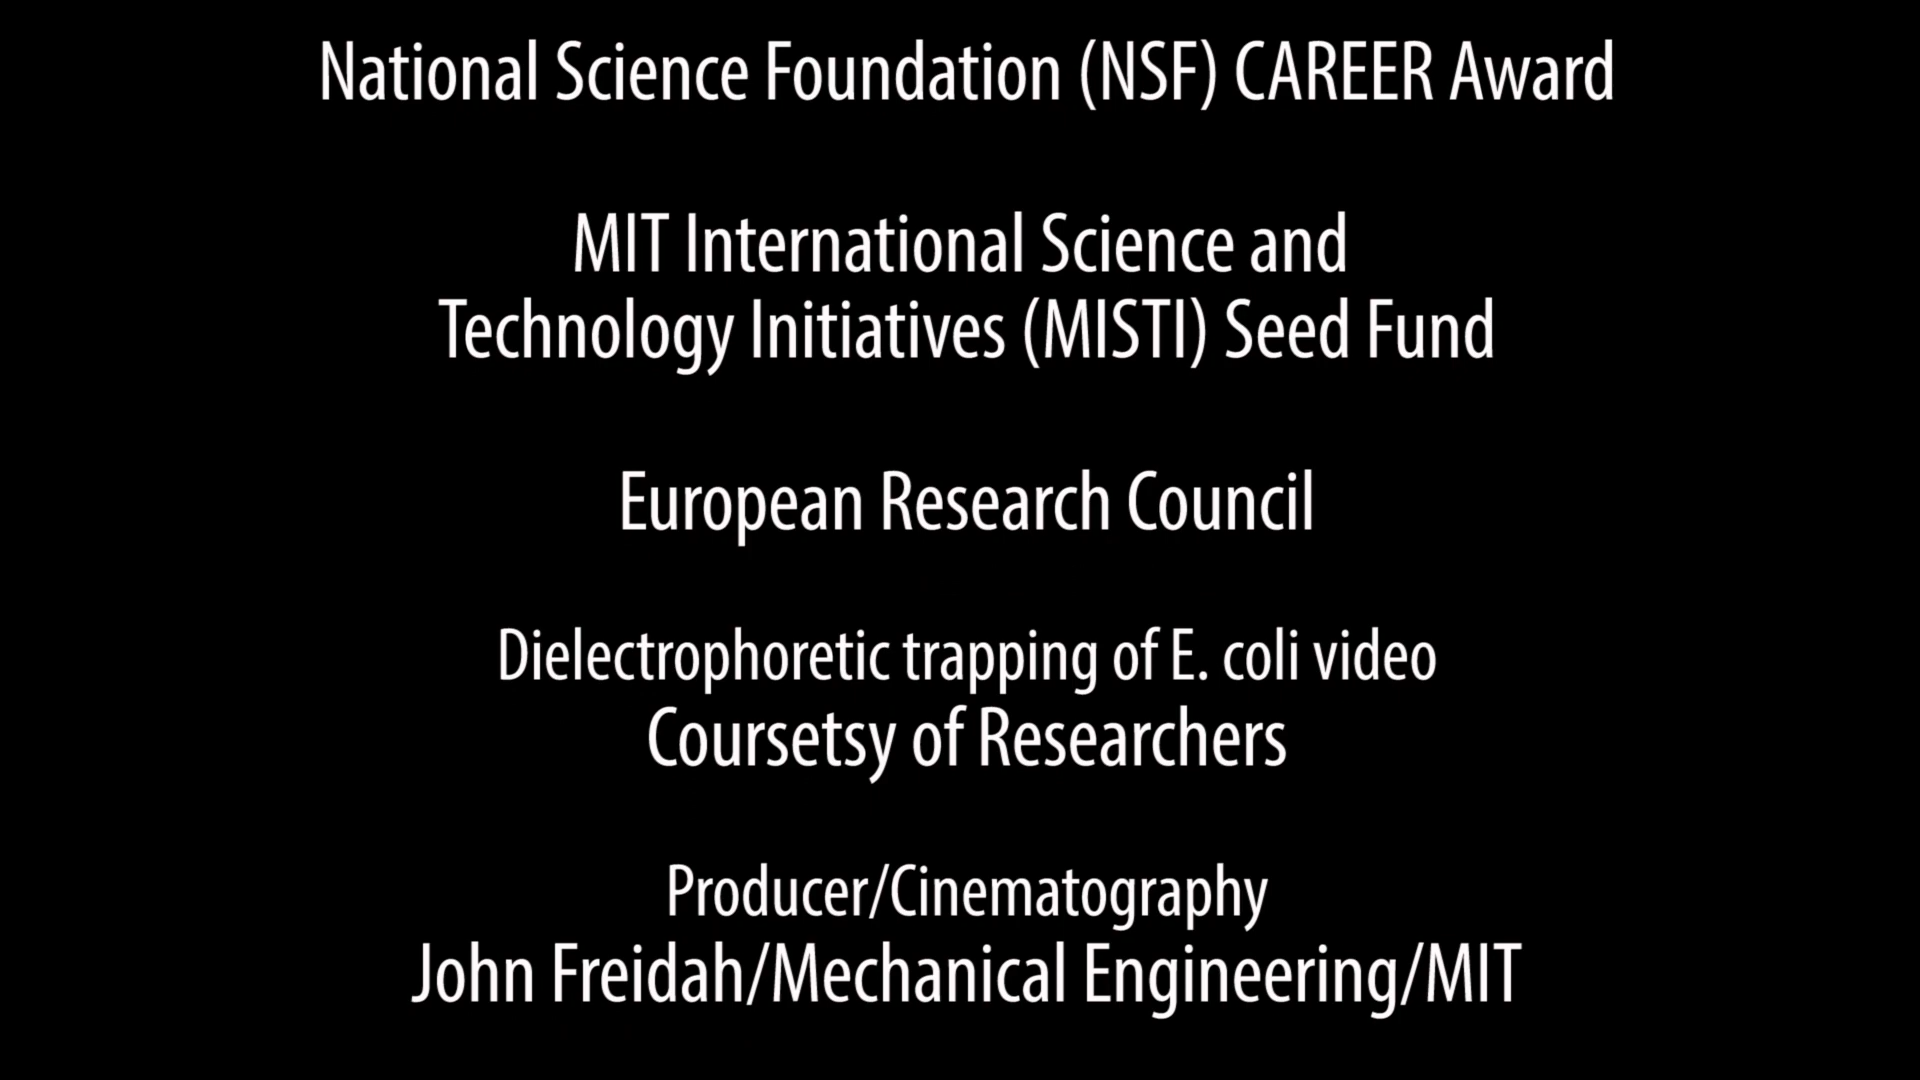 National Science Foundation (NSF) CAREER Award
MIT International Science and
Technology Initiatives (MISTI) Seed Fund
European Research Council
Dielectrophoretic trapping of E. coli video
Coursetsy of Researchers
Producer/Cinematography
John Freidah/Mechanical Engineering/MIT